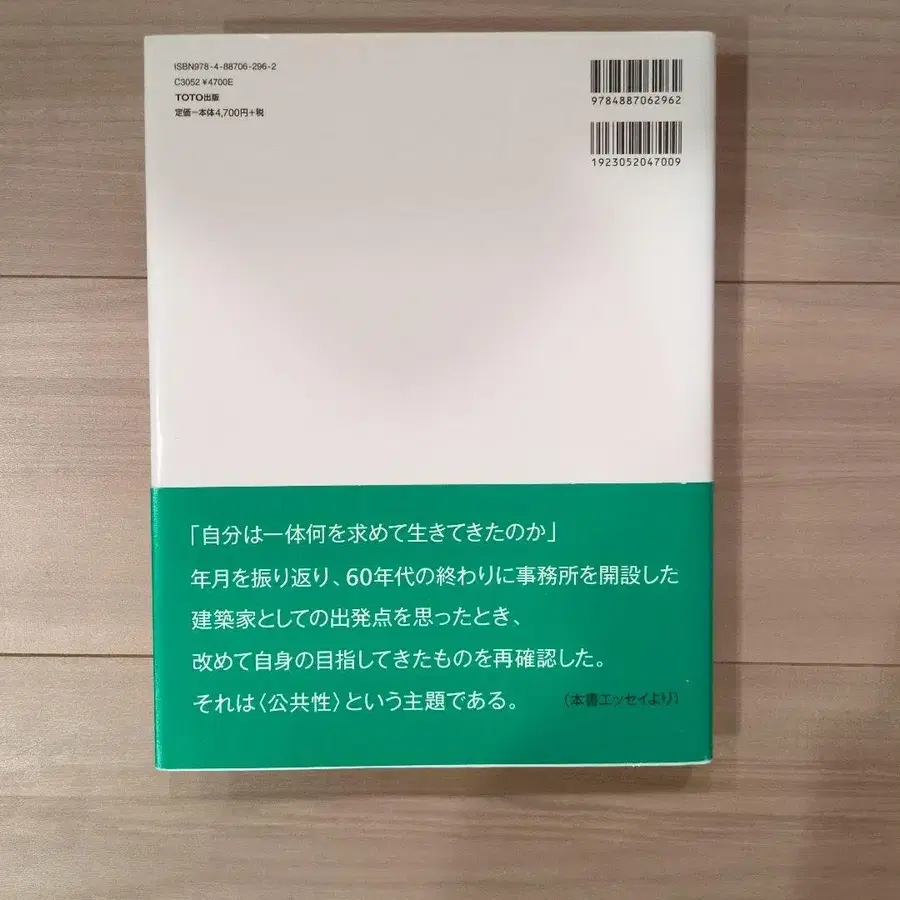 ISBN978-4-88706-296-2
C3052 ¥4700E
TOTO出版
定価=本体4,700円+税
9784887062962
1923052047009
「自分は一体何を求めて生きてきたのか」
年月を振り返り、60年代の終わりに事務所を開設した
建築家としての出発点を思ったとき、
改めて自身の目指してきたものを再確認した。
それは〈公共性〉という主題である。 (本書エッセイより)